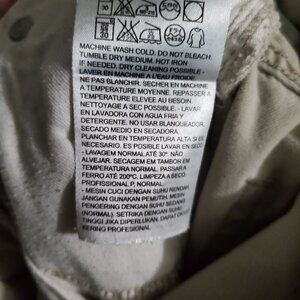 30
30
MACHINE WASH COLD. DO NOT BLEACH.
TUMBLE DRY MEDIUM. HOT IRON
IF NEEDED. DRY CLEANING POSSIBLE -
LAVER EN MACHINE A L'EAU FROIDE
NE PAS BLANCHIR. SECHER EN MACHINE
A TEMPERATURE MOYENNE. REPASSER A
TEMPERATURE ELEVEE AU BESOIN.
NETTOYAGE A SEC POSSIBLE - LAVAR
EN LAVADORA CON AGUA FRIA Y
DETERGENTE. NO USAR BLANQUEADOR.
SECADO MEDIO EN SECADORA.
PLANCHAR EN TEMPERATURA ALTA SI ES
NECESARIO. ES POSIBLE LAVAR EN SECO.
- LAVAGEM NORMAL ATÉ 30°. NÃO
ALVEJAR. SECAGEM EM TAMBOR EM
TEMPERATURA NORMAL. PASSAR A
FERRO ATÉ 200°C. LIMPEZA A SECO
PROFISSIONAL P, NORMAL.
- MESIN CUCI DENGAN SUHU RENDAH
JANGAN GUNAKAN PEMUTIH. MESIN
PENGERING DENGAN SUHU SEDANG
(NORMAL). SETRIKA DENGAN SUHU
TINGGI JIKA DIPERLUKAN. DAPAT
KERING PROFESIONAL